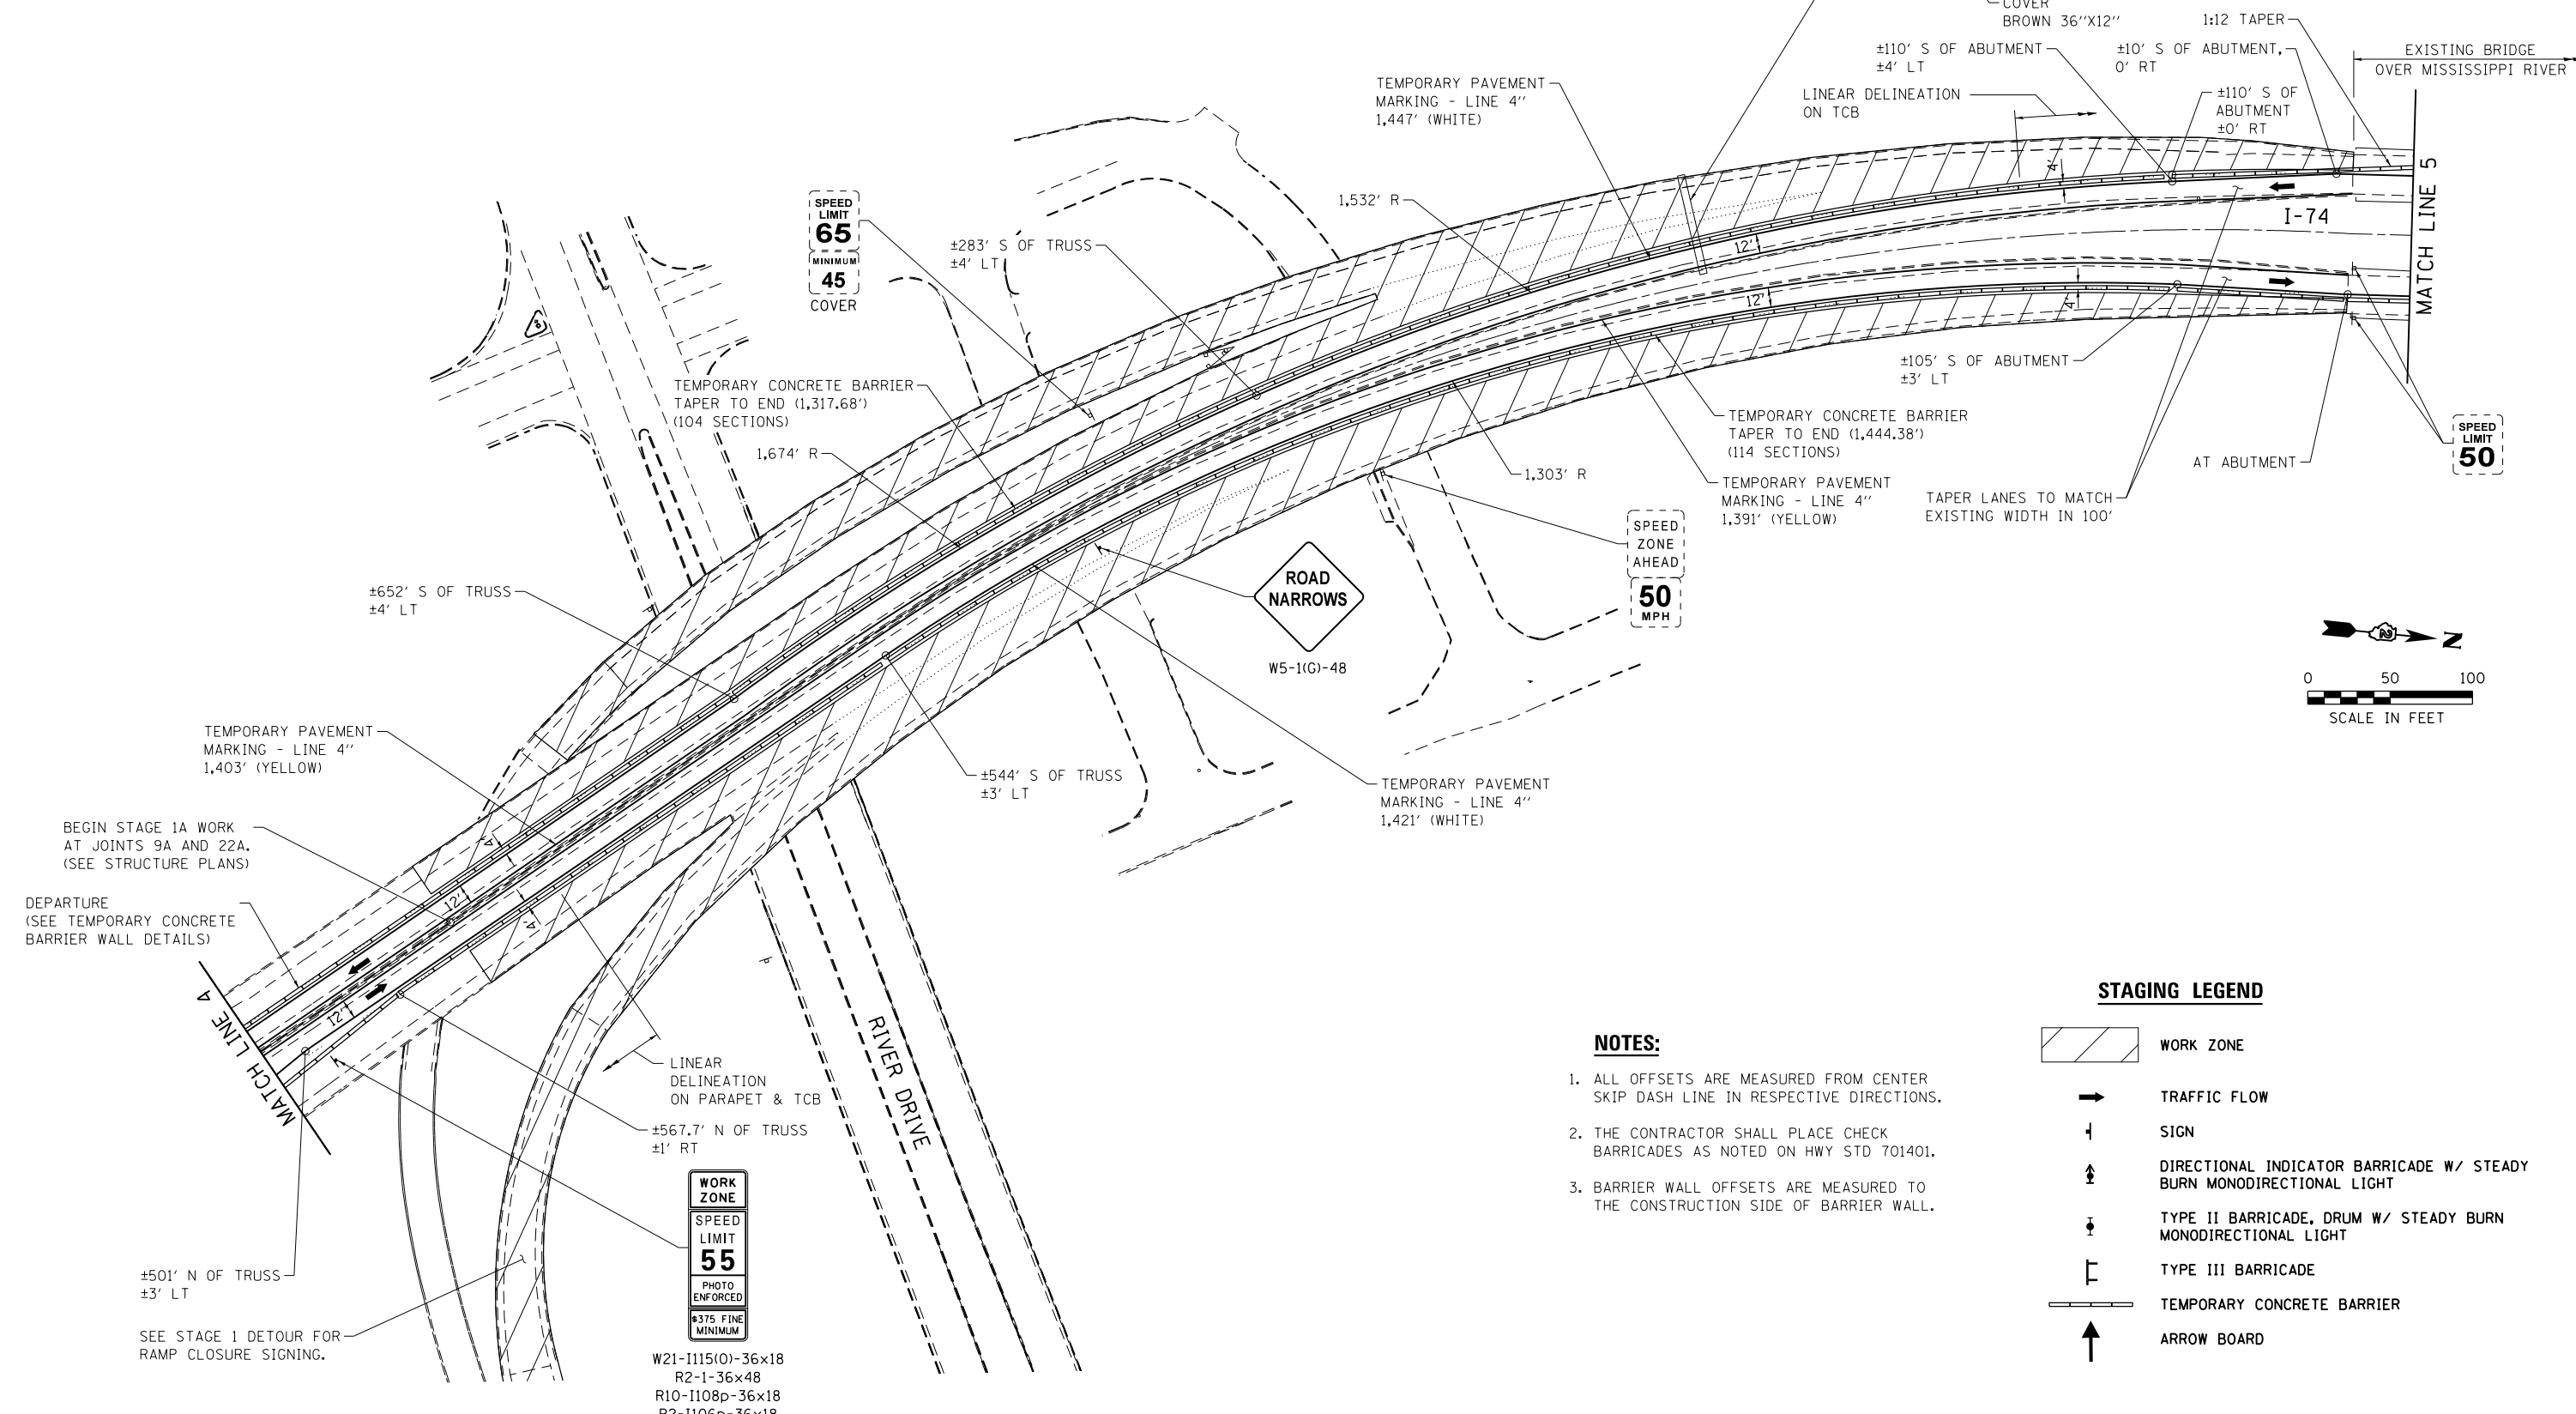 COVER
BROWN 36''X12''
1:12 TAPER
±110' S OF ABUTMENT
±4' LT
±10' S OF ABUTMENT,
0' RT
EXISTING BRIDGE
OVER MISSISSIPPI RIVER
TEMPORARY PAVEMENT
MARKING - LINE 4''
1,447' (WHITE)
LINEAR DELINEATION
ON TCB
±110' S OF
ABUTMENT
±0' RT
4'
MATCH LINE 5
I-74
SPEED
LIMIT
65
MINIMUM
45
COVER
±283' S OF TRUSS
±4' LT
1,532' R
12'
12'
4'
±105' S OF ABUTMENT
±3' LT
TEMPORARY CONCRETE BARRIER
TAPER TO END (1,317.68')
(104 SECTIONS)
1,674' R
TEMPORARY CONCRETE BARRIER
TAPER TO END (1,444.38')
(114 SECTIONS)
SPEED
LIMIT
50
AT ABUTMENT
1,303' R
TEMPORARY PAVEMENT
MARKING - LINE 4''
1,391' (YELLOW)
TAPER LANES TO MATCH
EXISTING WIDTH IN 100'
SPEED
ZONE
AHEAD
50
MPH
ROAD
NARROWS
W5-1(G)-48
±652' S OF TRUSS
±4' LT
N
0 50 100
SCALE IN FEET
TEMPORARY PAVEMENT
MARKING - LINE 4''
1,403' (YELLOW)
±544' S OF TRUSS
±3' LT
TEMPORARY PAVEMENT
MARKING - LINE 4''
1,421' (WHITE)
BEGIN STAGE 1A WORK
AT JOINTS 9A AND 22A.
(SEE STRUCTURE PLANS)
4'
12'
4'
DEPARTURE
(SEE TEMPORARY CONCRETE
BARRIER WALL DETAILS)
12'
MATCH LINE 4
LINEAR
DELINEATION
ON PARAPET & TCB
RIVER DRIVE
±567.7' N OF TRUSS
±1' RT
WORK
ZONE
SPEED
LIMIT
55
PHOTO
ENFORCED
$375 FINE
MINIMUM
W21-I115(O)-36x18
R2-1-36x48
R10-I108p-36x18
R2-I106p-36x18
±501' N OF TRUSS
±3' LT
SEE STAGE 1 DETOUR FOR
RAMP CLOSURE SIGNING.
NOTES:
1. ALL OFFSETS ARE MEASURED FROM CENTER
SKIP DASH LINE IN RESPECTIVE DIRECTIONS.
2. THE CONTRACTOR SHALL PLACE CHECK
BARRICADES AS NOTED ON HWY STD 701401.
3. BARRIER WALL OFFSETS ARE MEASURED TO
THE CONSTRUCTION SIDE OF BARRIER WALL.
STAGING LEGEND
WORK ZONE
TRAFFIC FLOW
SIGN
DIRECTIONAL INDICATOR BARRICADE W/ STEADY
BURN MONODIRECTIONAL LIGHT
TYPE II BARRICADE, DRUM W/ STEADY BURN
MONODIRECTIONAL LIGHT
TYPE III BARRICADE
TEMPORARY CONCRETE BARRIER
ARROW BOARD